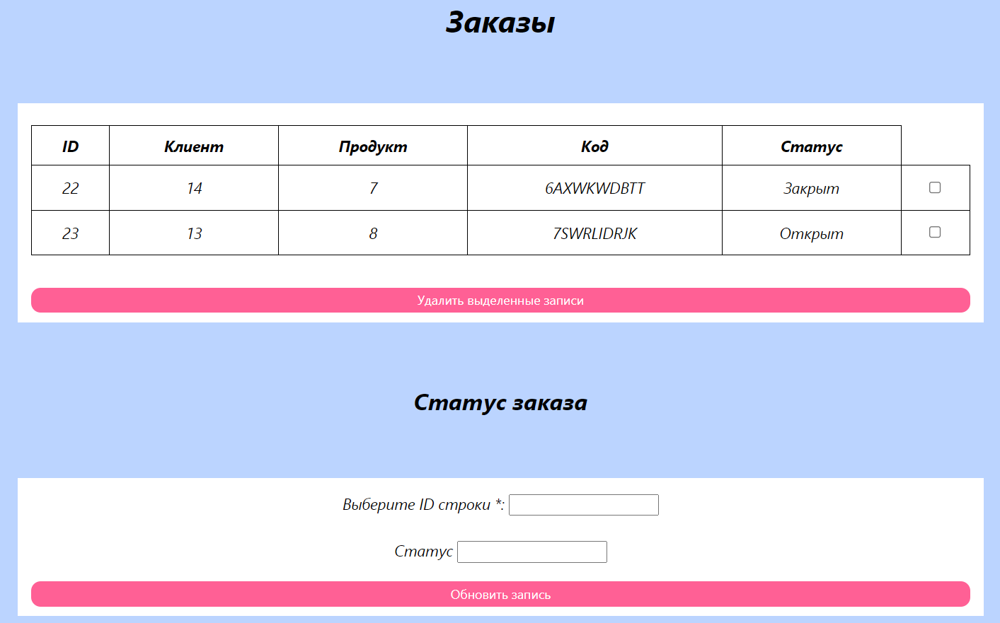 Заказы
ID Клиент Продукт Код Статус
22 14 7 6AXWKWDBTT Закрыт
23 13 8 7SWRLIDRJK Открыт
Удалить выделенные записи
Статус заказа
Выберите ID строки *:
Статус
Обновить запись